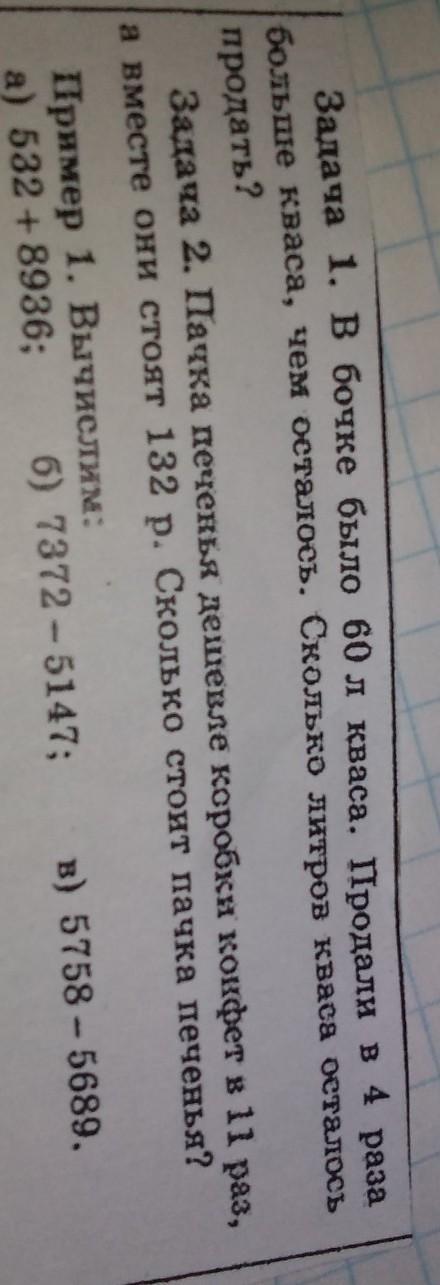 Задача 1. В бочке было 60 л кваса. Продали в 4 раза
больше кваса, чем осталось. Сколько литров кваса осталось
продать?
Задача 2. Пачка печенья дешевле коробки конфет в 11 раз,
а вместе они стоят 132 р. Сколько стоит пачка печенья?
Пример 1. Вычислим:
а) 532 + 8936; б) 7372 – 5147; в) 5758 – 5689.